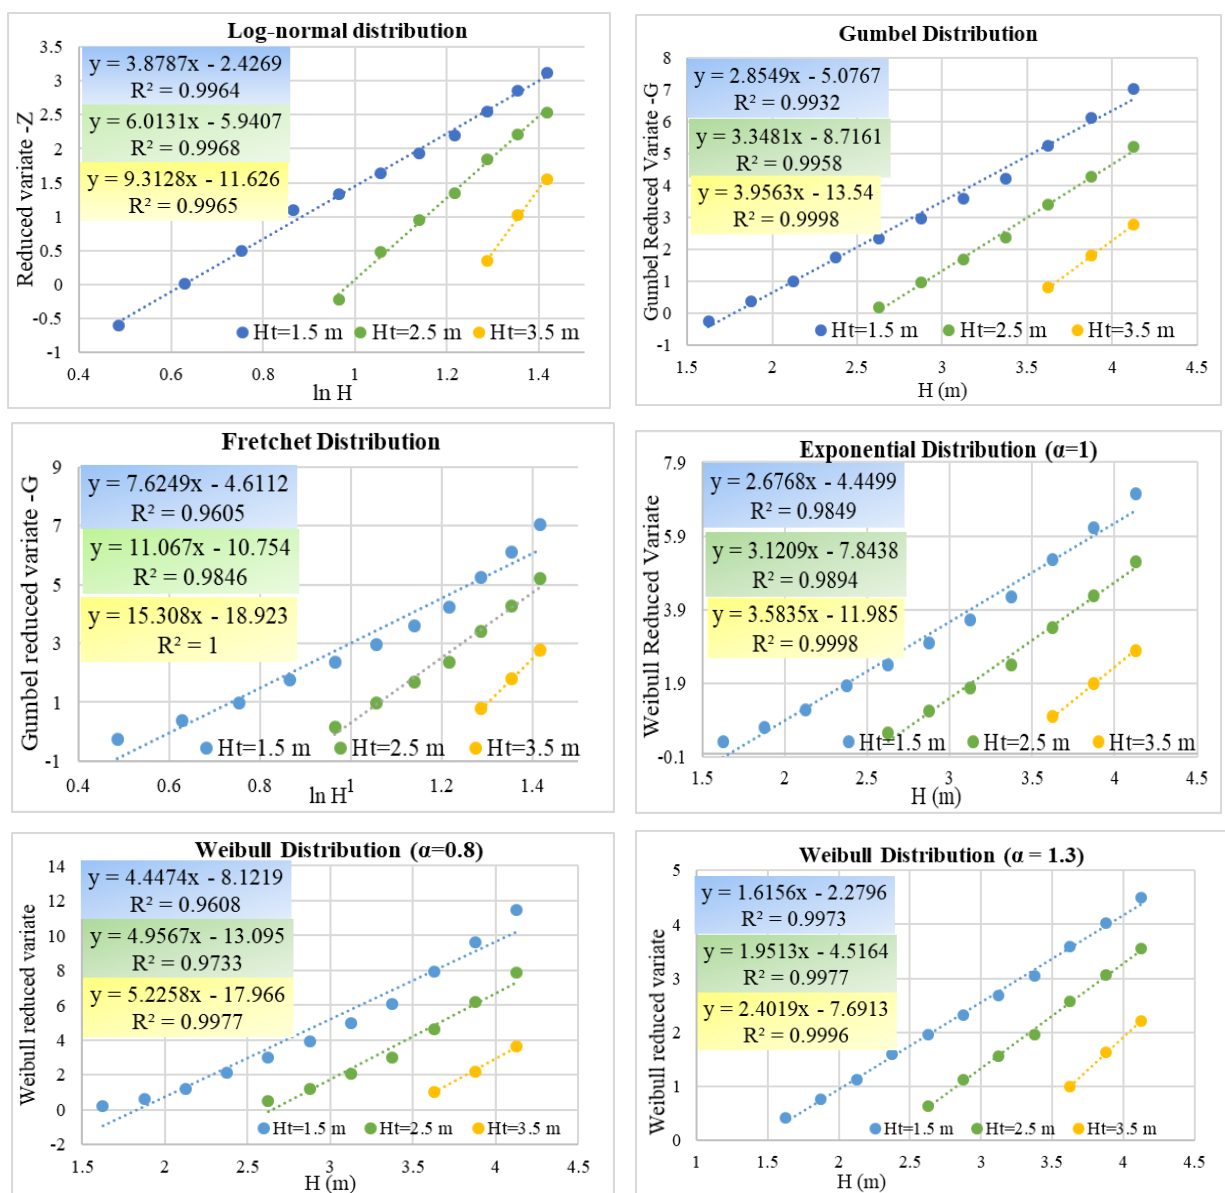 Log-normal distribution
y = 3.8787x - 2.4269
R² = 0.9964
y = 6.0131x - 5.9407
R² = 0.9968
y = 9.3128x - 11.626
R² = 0.9965
Reduced variate -Z
3.5
3
2.5
2
1.5
1
0.5
0
-0.5
-1
Ht=1.5 m Ht=2.5 m Ht=3.5 m
0.4 0.6 0.8 1 1.2 1.4
ln H
Gumbel Distribution
y = 2.8549x - 5.0767
R² = 0.9932
y = 3.3481x - 8.7161
R² = 0.9958
y = 3.9563x - 13.54
R² = 0.9998
Gumbel Reduced Variate -G
8
7
6
5
4
3
2
1
0
-1
Ht=1.5 m Ht=2.5 m Ht=3.5 m
1.5 2 2.5 3 3.5 4 4.5
H (m)
Fretchet Distribution
y = 7.6249x - 4.6112
R² = 0.9605
y = 11.067x - 10.754
R² = 0.9846
y = 15.308x - 18.923
R² = 1
Gumbel reduced variate -G
9
7
5
3
1
-1
Ht=1.5 m Ht=2.5 m Ht=3.5 m
0.4 0.6 0.8 1 1.2 1.4
ln H
Exponential Distribution (α=1)
y = 2.6768x - 4.4499
R² = 0.9849
y = 3.1209x - 7.8438
R² = 0.9894
y = 3.5835x - 11.985
R² = 0.9998
Weibull Reduced Variate
7.9
5.9
3.9
1.9
-0.1
Ht=1.5 m Ht=2.5 m Ht=3.5 m
1.5 2 2.5 3 3.5 4 4.5
H (m)
Weibull Distribution (α=0.8)
y = 4.4474x - 8.1219
R² = 0.9608
y = 4.9567x - 13.095
R² = 0.9733
y = 5.2258x - 17.966
R² = 0.9977
Weibull reduced variate
14
12
10
8
6
4
2
0
-2
Ht=1.5 m Ht=2.5 m Ht=3.5 m
1.5 2 2.5 3 3.5 4 4.5
H (m)
Weibull Distribution (α = 1.3)
y = 1.6156x - 2.2796
R² = 0.9973
y = 1.9513x - 4.5164
R² = 0.9977
y = 2.4019x - 7.6913
R² = 0.9996
Weibull reduced variate
5
4
3
2
1
0
Ht=1.5 m Ht=2.5 m Ht=3.5 m
1 1.5 2 2.5 3 3.5 4 4.5
H (m)